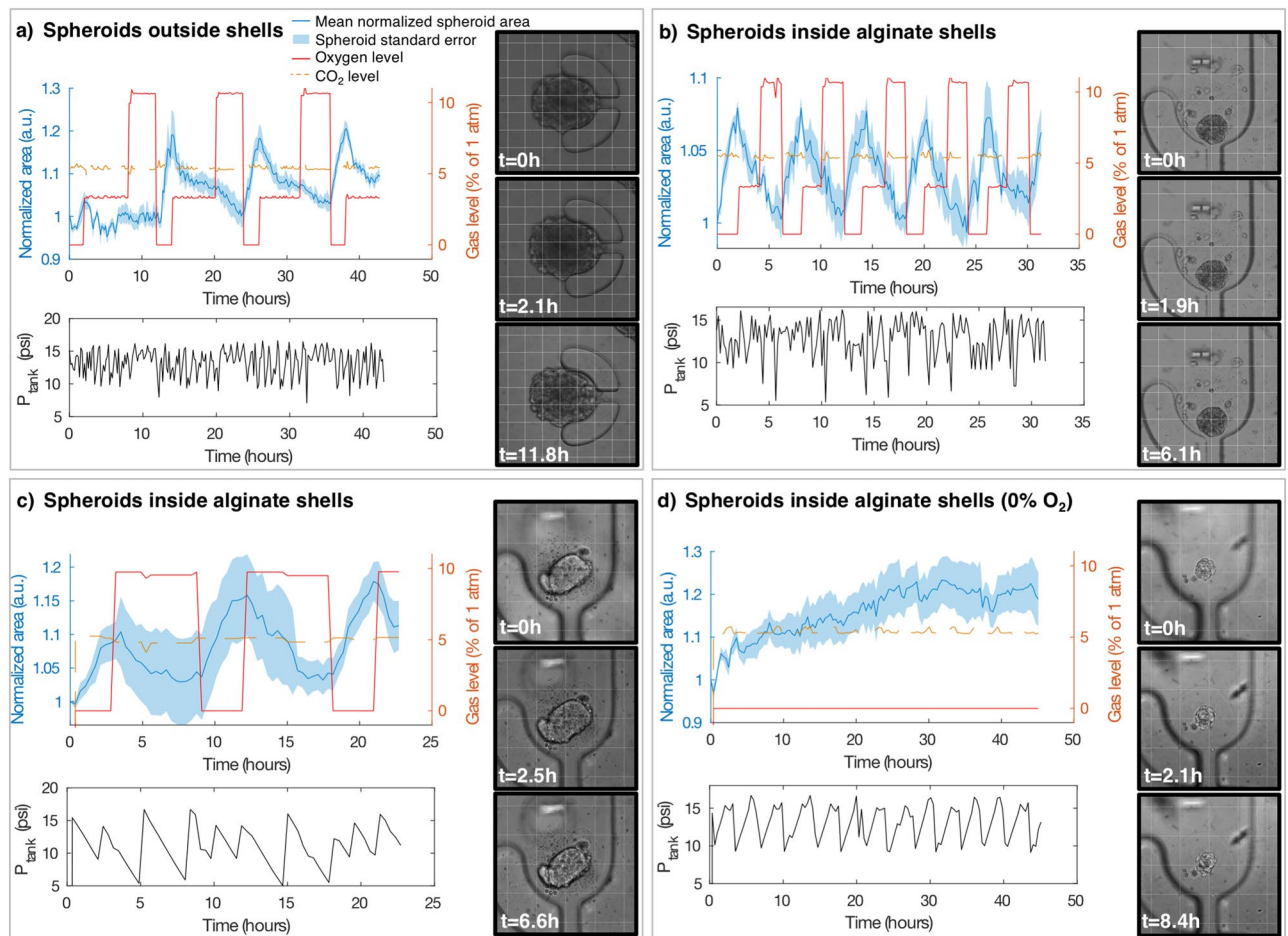 a) Spheroids outside shells
Mean normalized spheroid area
Spheroid standard error
Oxygen level
CO₂ level
Normalized area (a.u.)
1.3
1.2
1.1
1
0.9
10
5
0
Gas level (% of 1 atm)
0 10 20 30 40 50
Time (hours)
P_tank (psi)
20
15
10
5
0 10 20 30 40 50
Time (hours)
t=0h
t=2.1h
t=11.8h
b) Spheroids inside alginate shells
Normalized area (a.u.)
1.1
1.05
1
10
5
0
Gas level (% of 1 atm)
0 5 10 15 20 25 30 35
Time (hours)
P_tank (psi)
15
10
5
0 5 10 15 20 25 30 35
Time (hours)
t=0h
t=1.9h
t=6.1h
c) Spheroids inside alginate shells
Normalized area (a.u.)
1.2
1.15
1.1
1.05
1
10
5
0
Gas level (% of 1 atm)
0 5 10 15 20 25
Time (hours)
P_tank (psi)
20
15
10
5
0 5 10 15 20 25
Time (hours)
t=0h
t=2.5h
t=6.6h
d) Spheroids inside alginate shells (0% O₂)
Normalized area (a.u.)
1.3
1.2
1.1
1
0.9
10
5
0
Gas level (% of 1 atm)
0 10 20 30 40 50
Time (hours)
P_tank (psi)
15
10
5
0 10 20 30 40 50
Time (hours)
t=0h
t=2.1h
t=8.4h